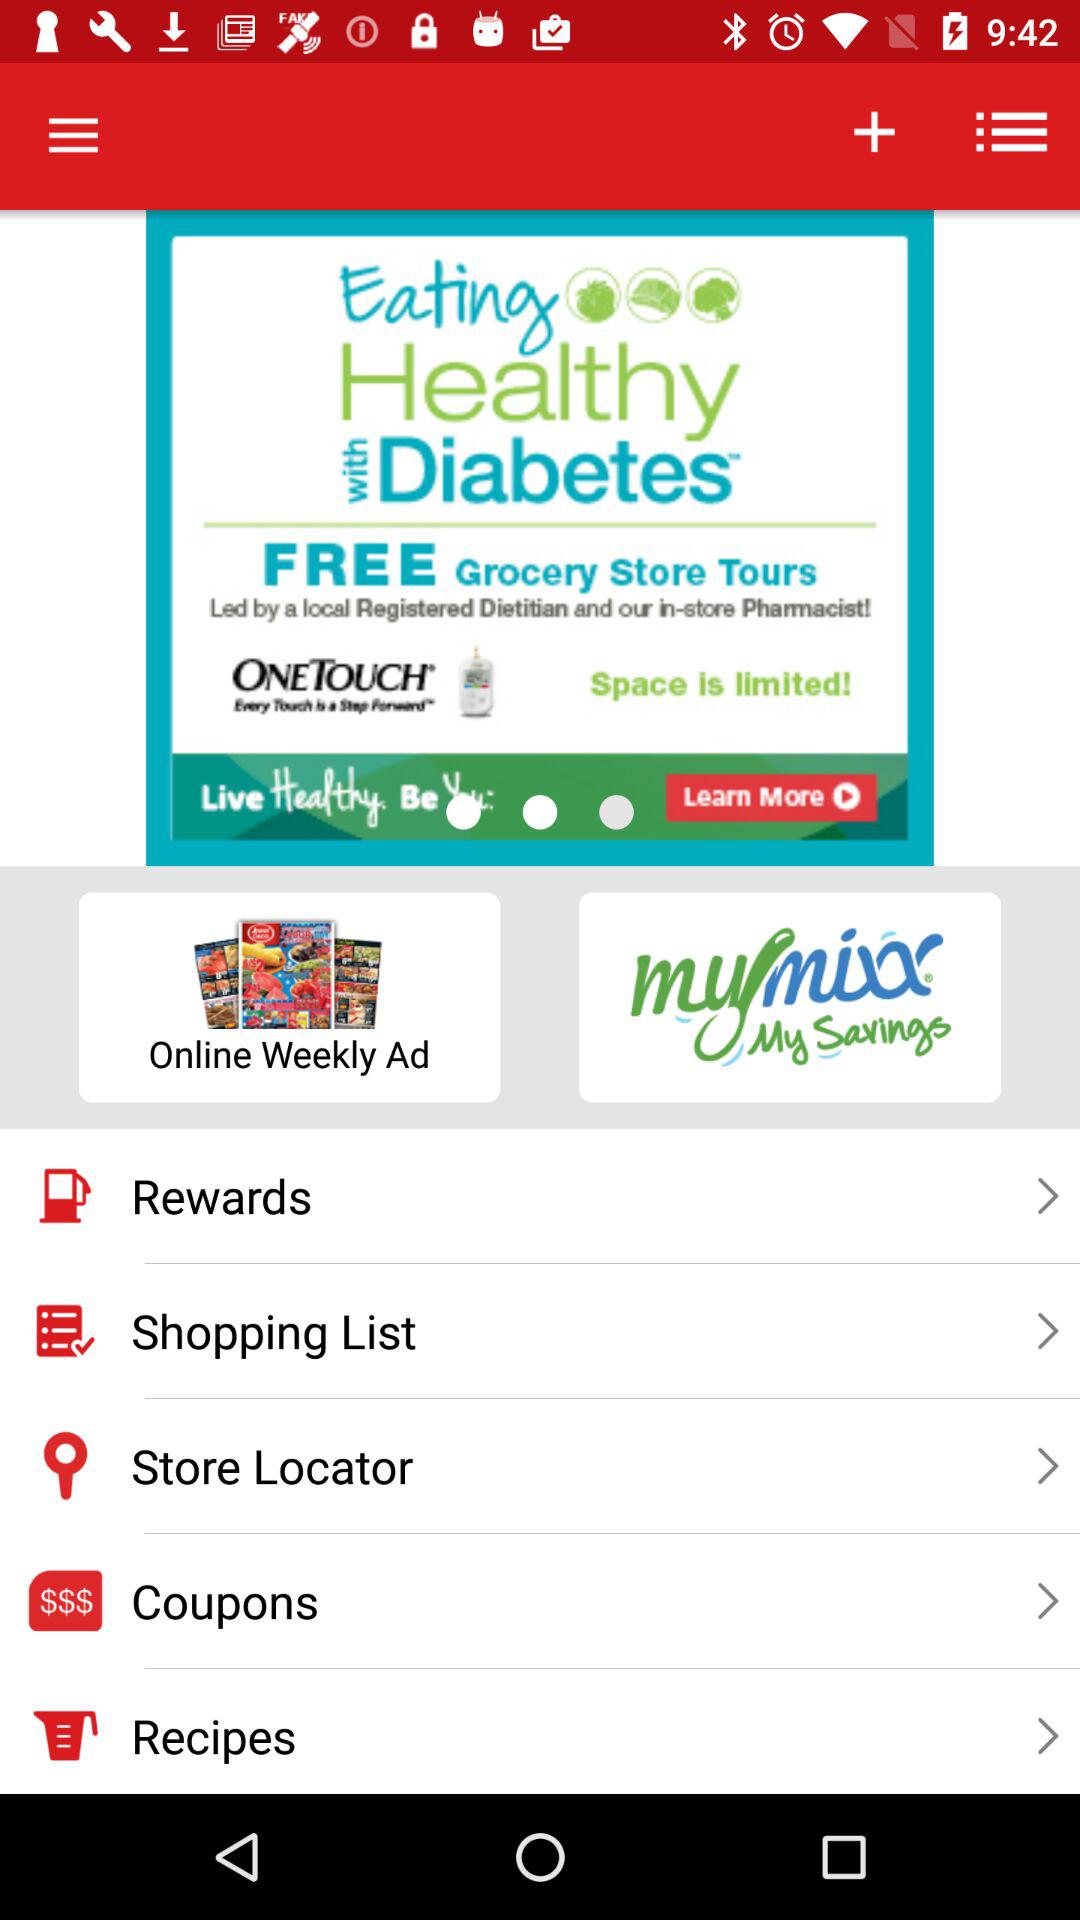 FAKE
9:42
Eating
Healthy
with Diabetes™
FREE Grocery Store Tours
Led by a local Registered Dietitian and our in-store Pharmacist!
ONETOUCH®
Every Touch is a Step Forward™
Space is limited!
Live Healthy. Be You:
Learn More
Online Weekly Ad
mymixx®
My Savings
Rewards
Shopping List
Store Locator
$$$ Coupons
Recipes